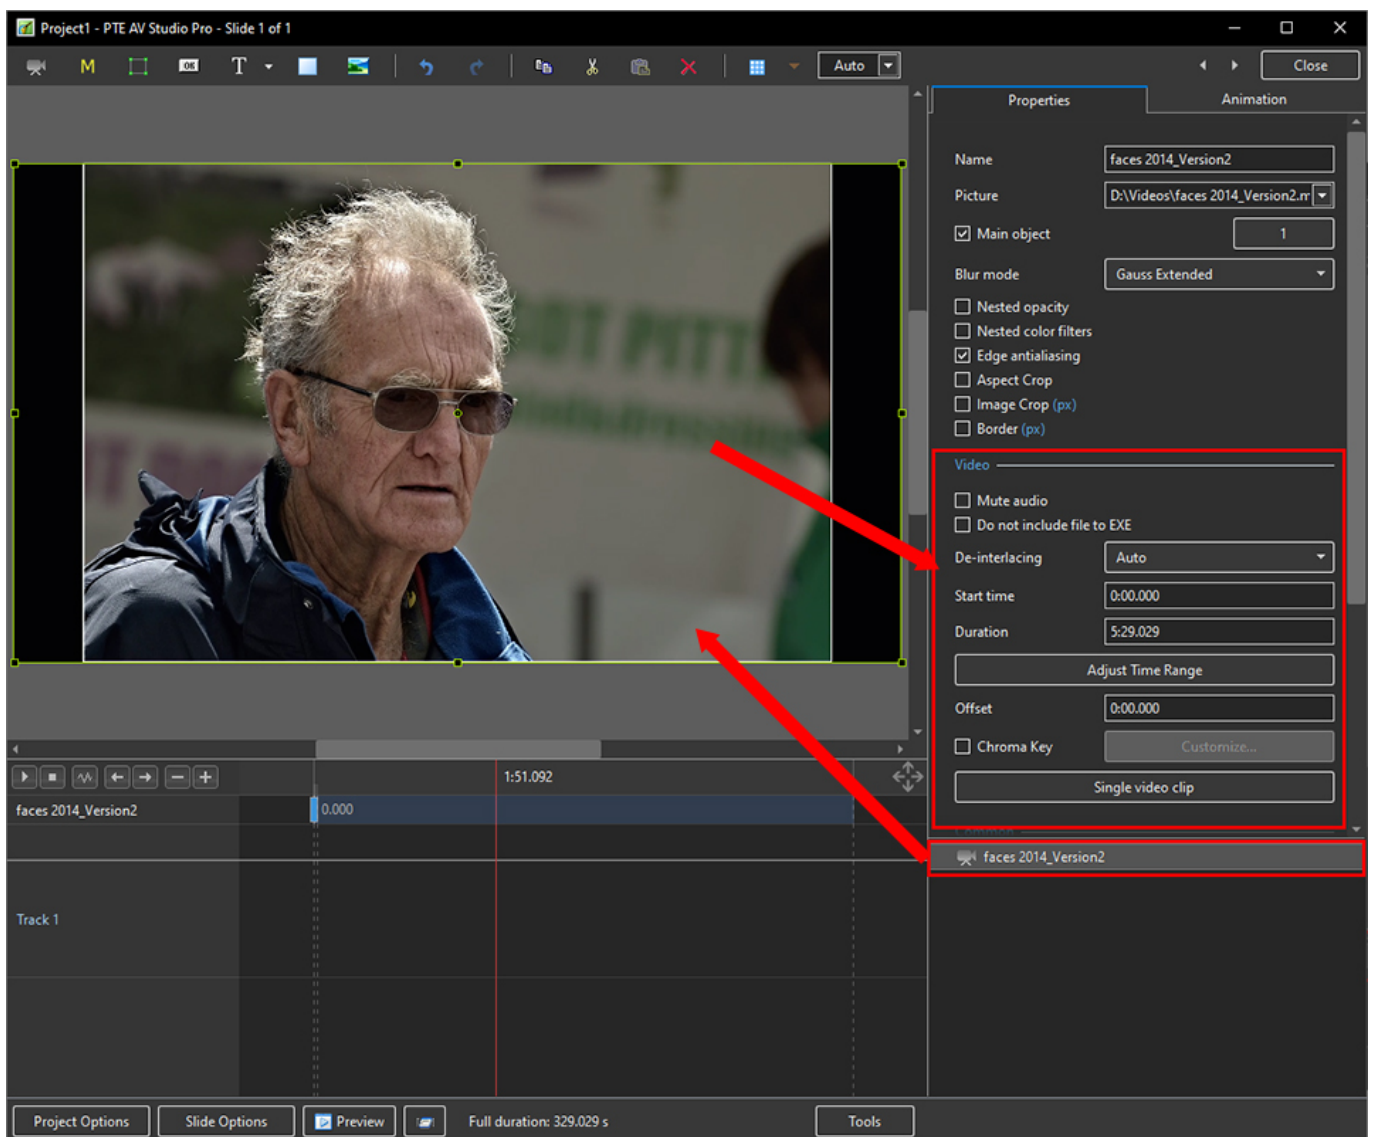 Project1 - PTE AV Studio Pro - Slide 1 of 1
M OK T Auto Close
Properties Animation
Name faces 2014_Version2
Picture D:\Videos\faces 2014_Version2.m
Main object 1
Blur mode Gauss Extended
Nested opacity
Nested color filters
Edge antialiasing
Aspect Crop
Image Crop (px)
Border (px)
Video
Mute audio
Do not include file to EXE
De-interlacing Auto
Start time 0:00.000
Duration 5:29.029
Adjust Time Range
Offset 0:00.000
Chroma Key Customize...
Single video clip
Common
faces 2014_Version2
1:51.092
faces 2014_Version2 0.000
Track 1
Project Options Slide Options Preview Full duration: 329.029 s Tools